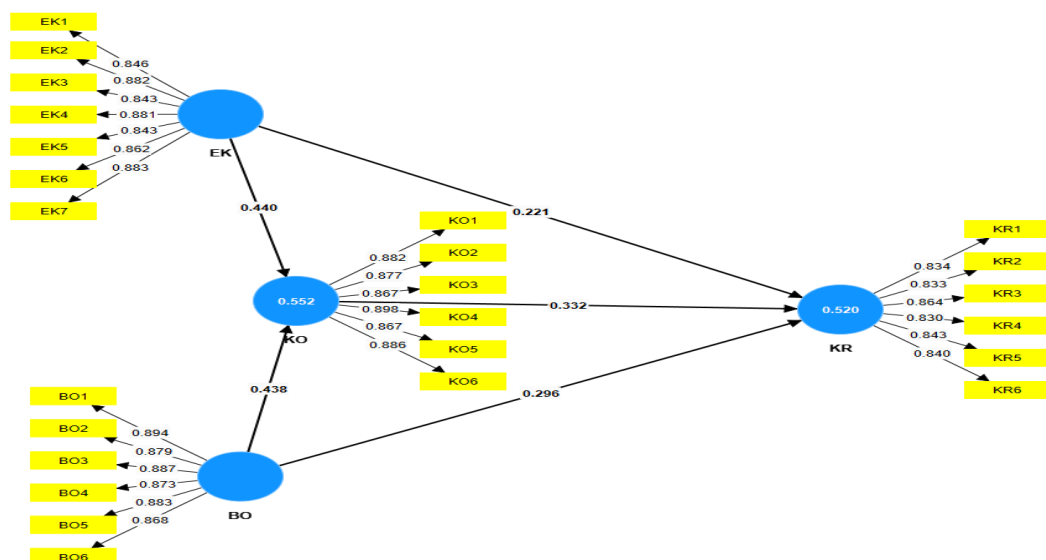 EK1
EK2
EK3
EK4
EK5
EK6
EK7
0.846
0.882
0.843
0.881
0.843
0.862
0.883
EK
0.440
0.221
KO1
KO2
KO3
KO4
KO5
KO6
0.882
0.877
0.867
0.898
0.867
0.886
0.552
KO
0.332
0.438
0.296
KR1
KR2
KR3
KR4
KR5
KR6
0.834
0.833
0.864
0.830
0.843
0.840
0.520
KR
BO1
BO2
BO3
BO4
BO5
BO6
0.894
0.879
0.887
0.873
0.883
0.868
BO